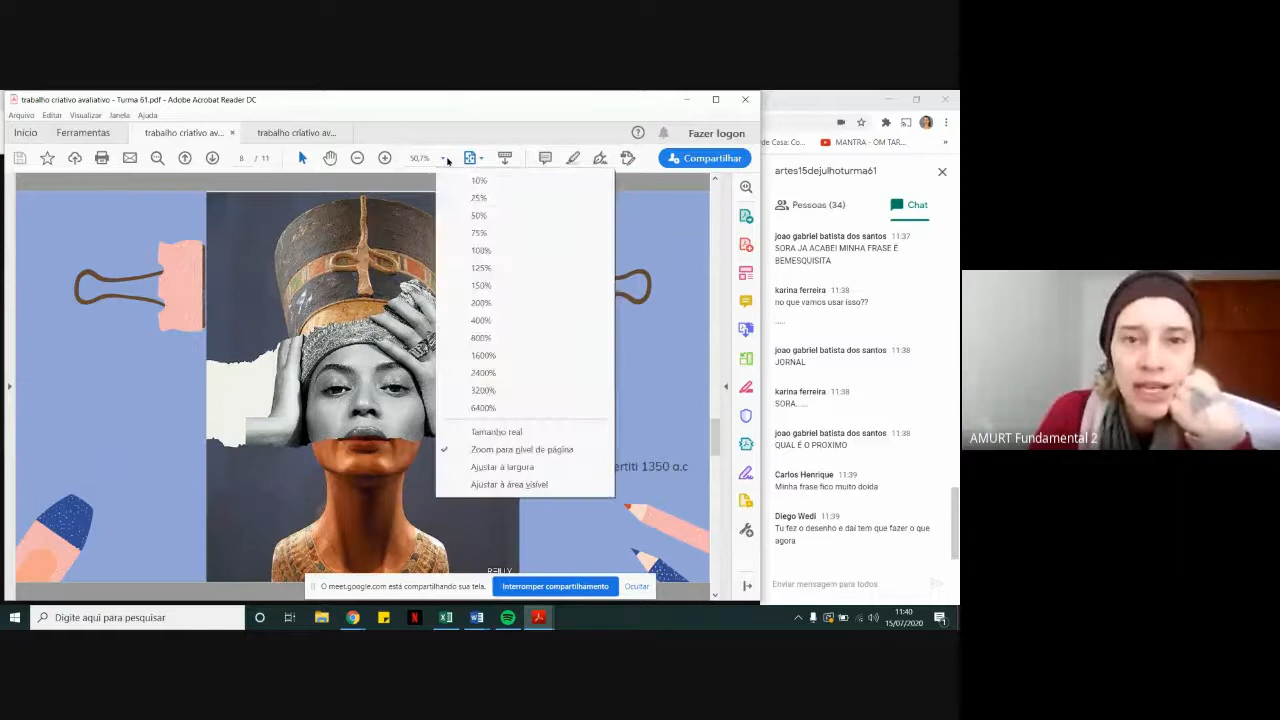 trabalho criativo avaliativo - Turma 61.pdf - Adobe Acrobat Reader DC
Arquivo Editar Visualizar Janela Ajuda
Início Ferramentas trabalho criativo av... × trabalho criativo av... Fazer logon
8 / 11 50,7% Compartilhar
10%
25%
50%
75%
100%
125%
150%
200%
400%
800%
1600%
2400%
3200%
6400%
Tamanho real
Zoom para nível de página
Ajustar à largura
Ajustar à área visível
ertiti 1350 a.c
REILLY
O meet.google.com está compartilhando sua tela. Interromper compartilhamento Ocultar
de Casa: Co... MANTRA - OM TAR... »
artes15dejulhoturma61
Pessoas (34) Chat
joao gabriel batista dos santos 11:37
SORA JA ACABEI MINHA FRASE É
BEMESQUISITA
karina ferreira 11:38
no que vamos usar isso??
.....
joao gabriel batista dos santos 11:38
JORNAL
karina ferreira 11:38
SORA......
joao gabriel batista dos santos 11:38
QUAL É O PROXIMO
Carlos Henrique 11:39
Minha frase fico muito doida
Diego Wedi 11:39
Tu fez o desenho e daí tem que fazer o que
agora
Enviar mensagem para todos
AMURT Fundamental 2
Digite aqui para pesquisar
11:40
15/07/2020